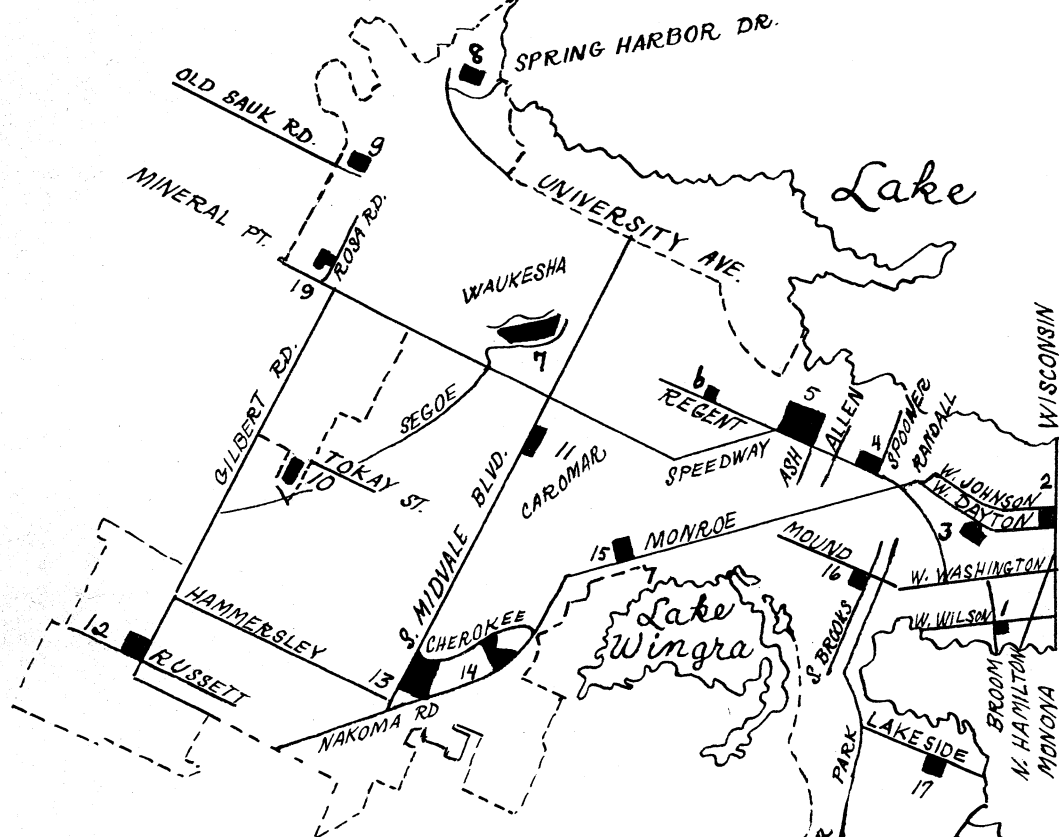 8
SPRING HARBOR DR.
OLD SAUK RD.
9
MINERAL PT.
ROSA RD.
19
UNIVERSITY AVE.
Lake
WAUKESHA
7
WISCONSIN
GILBERT RD.
SEGOE
6
REGENT
5
ASH
ALLEN
4
SPOONER
RANDALL
SPEEDWAY
TOKAY ST.
10
11
CAROMAR
S. MIDVALE BLVD.
W. JOHNSON
W. DAYTON
2
3
15
MONROE
MOUND
16
W. WASHINGTON
HAMMERSLEY
Lake
Wingra
S. BROOKS
W. WILSON
1
12
RUSSETT
CHEROKEE
13
14
NAKOMA RD
BROOM
N. HAMILTON
MONONA
PARK
LAKESIDE
17